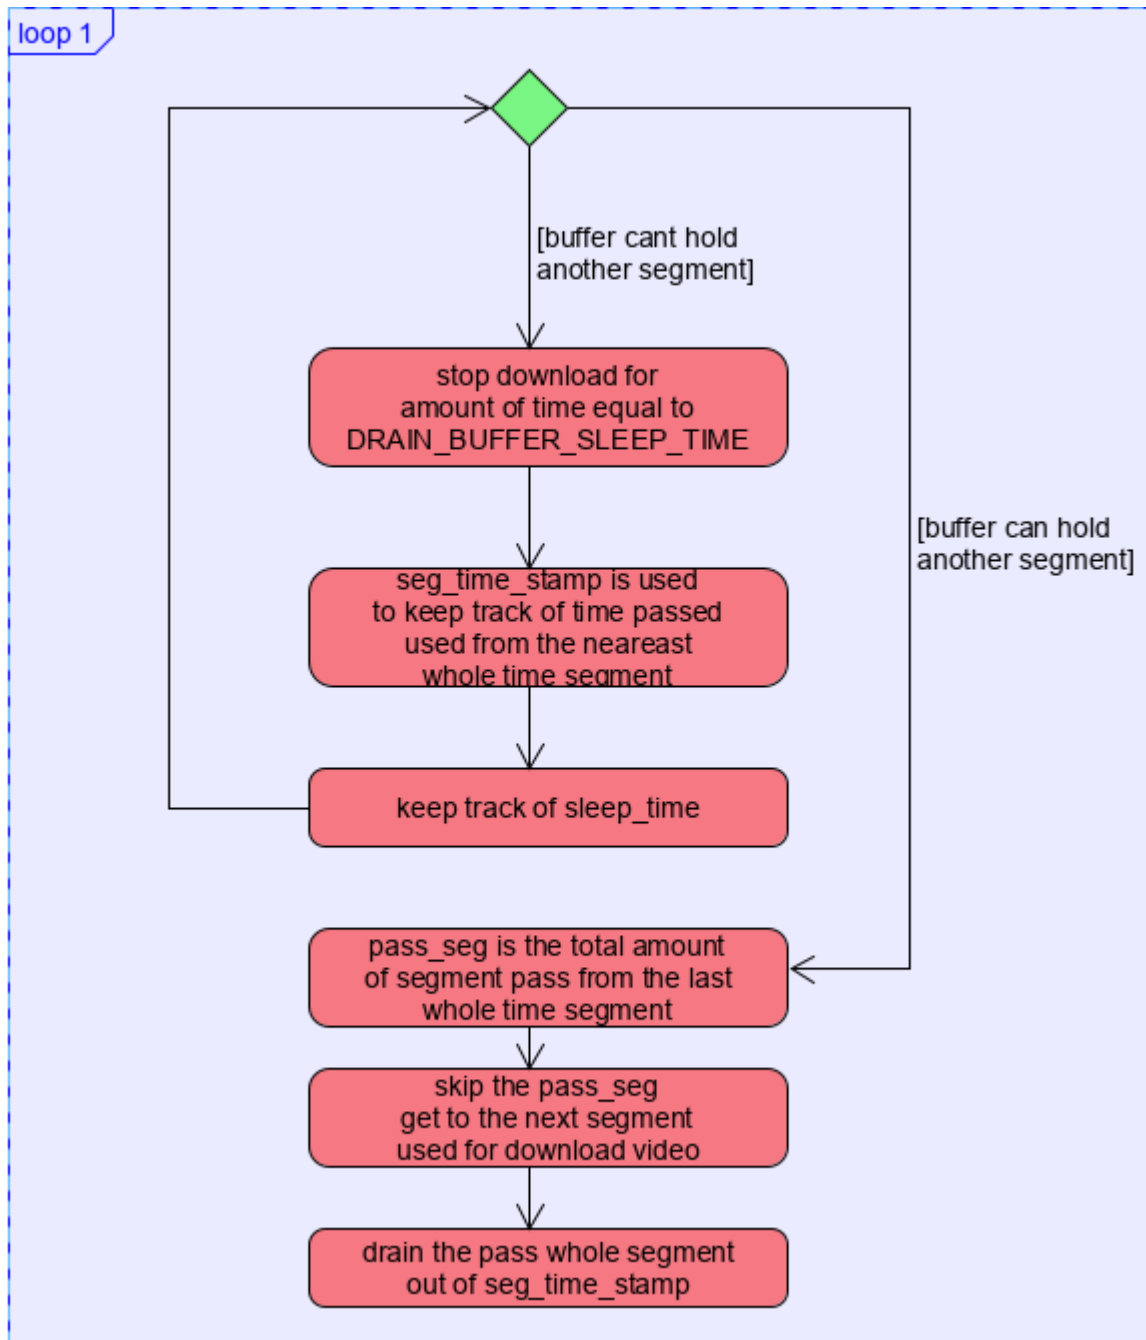 loop 1
[buffer cant hold
another segment]
stop download for
amount of time equal to
DRAIN_BUFFER_SLEEP_TIME
[buffer can hold
another segment]
seg_time_stamp is used
to keep track of time passed
used from the neareast
whole time segment
keep track of sleep_time
pass_seg is the total amount
of segment pass from the last
whole time segment
skip the pass_seg
get to the next segment
used for download video
drain the pass whole segment
out of seg_time_stamp